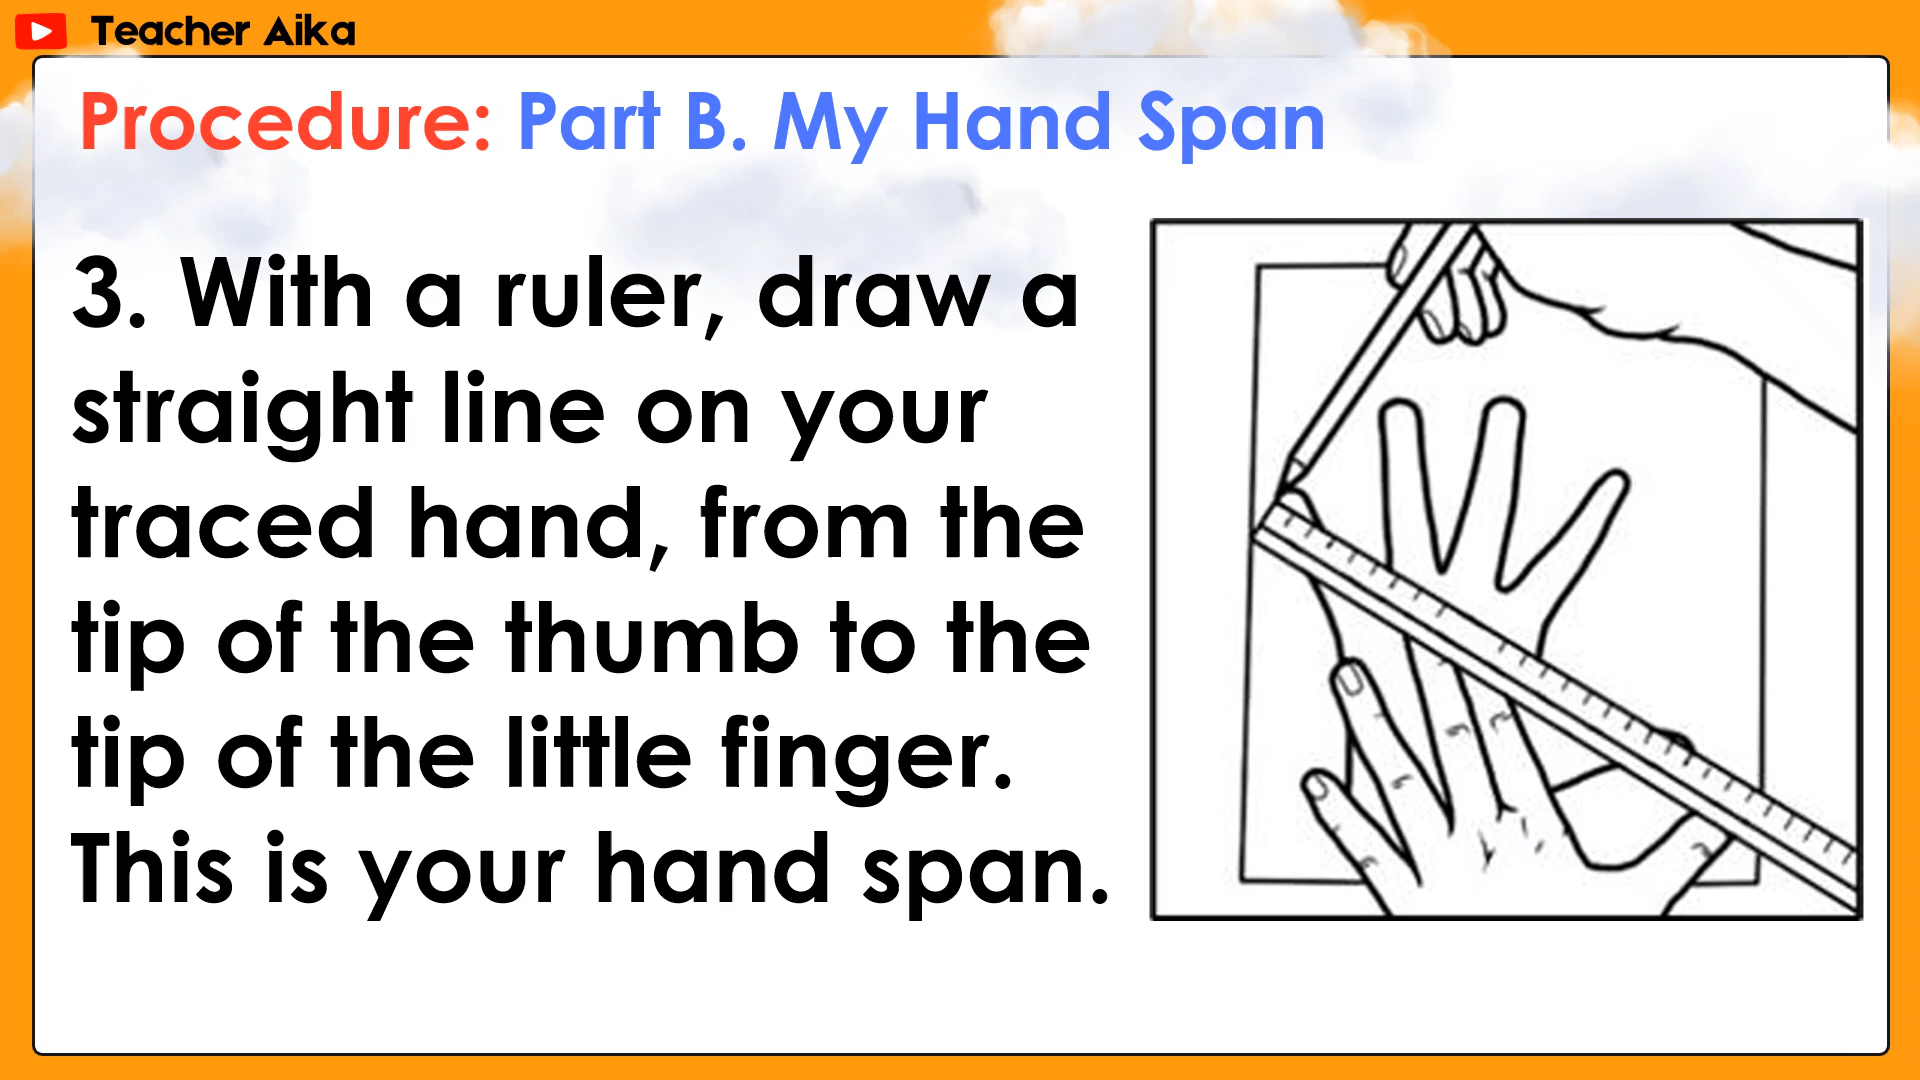 Teacher Aika
Procedure: Part B. My Hand Span
3. With a ruler, draw a
straight line on your
traced hand, from the
tip of the thumb to the
tip of the little finger.
This is your hand span.